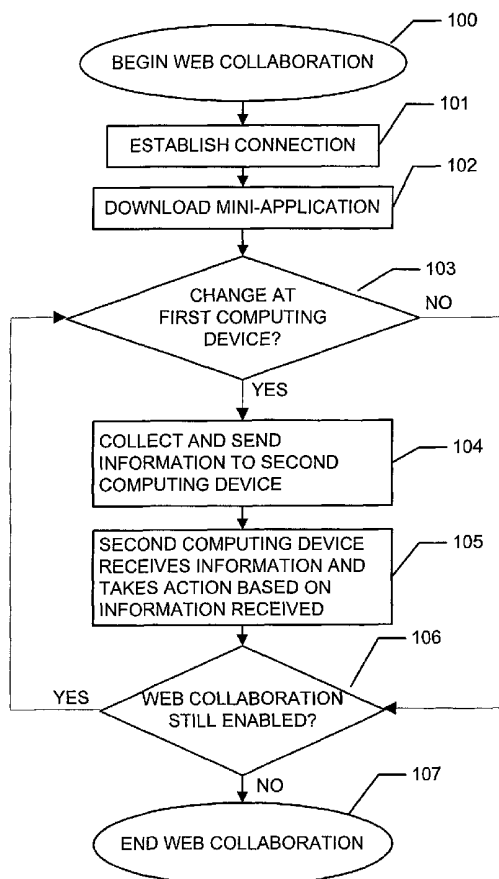 100
BEGIN WEB COLLABORATION
101
ESTABLISH CONNECTION
102
DOWNLOAD MINI-APPLICATION
103
CHANGE AT
FIRST COMPUTING
DEVICE?
NO
YES
COLLECT AND SEND
INFORMATION TO SECOND
COMPUTING DEVICE
104
SECOND COMPUTING DEVICE
RECEIVES INFORMATION AND
TAKES ACTION BASED ON
INFORMATION RECEIVED
105
106
YES
WEB COLLABORATION
STILL ENABLED?
NO
107
END WEB COLLABORATION